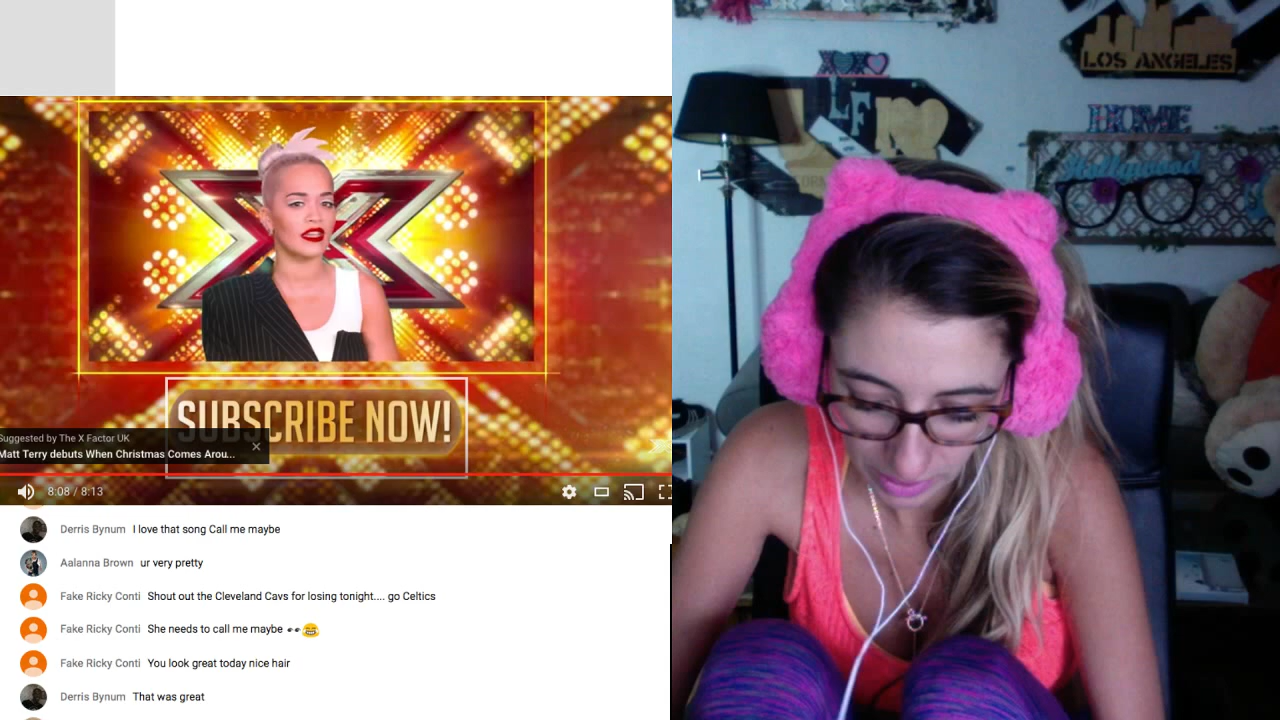 SUBSCRIBE NOW!
Suggested by The X Factor UK
Matt Terry debuts When Christmas Comes Arou...
8:08 / 8:13
Derris Bynum I love that song Call me maybe
Aalanna Brown ur very pretty
Fake Ricky Conti Shout out the Cleveland Cavs for losing tonight.... go Celtics
Fake Ricky Conti She needs to call me maybe 👀😂
Fake Ricky Conti You look great today nice hair
Derris Bynum That was great
LOS ANGELES
XOXO
LF
HOME
Hollywood